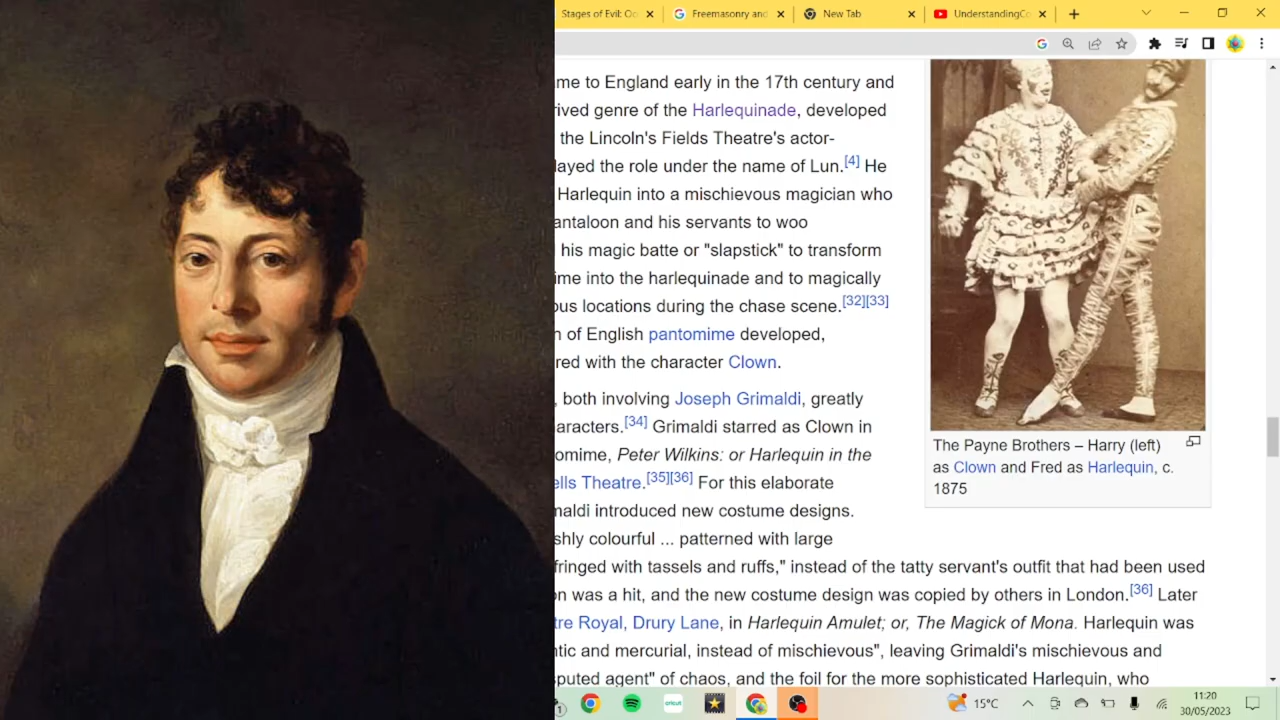 Stages of Evil: Oc
Freemasonry and
New Tab
UnderstandingCo
me to England early in the 17th century and
ived genre of the Harlequinade, developed
the Lincoln's Fields Theatre's actor-
layed the role under the name of Lun.[4] He
Harlequin into a mischievous magician who
antaloon and his servants to woo
his magic batte or "slapstick" to transform
ime into the harlequinade and to magically
ous locations during the chase scene.[32][33]
n of English pantomime developed,
red with the character Clown.
, both involving Joseph Grimaldi, greatly
aracters.[34] Grimaldi starred as Clown in
tomime, Peter Wilkins: or Harlequin in the
ells Theatre.[35][36] For this elaborate
maldi introduced new costume designs.
shly colourful ... patterned with large
fringed with tassels and ruffs," instead of the tatty servant's outfit that had been used
on was a hit, and the new costume design was copied by others in London.[36] Later
tre Royal, Drury Lane, in Harlequin Amulet; or, The Magick of Mona. Harlequin was
ntic and mercurial, instead of mischievous", leaving Grimaldi's mischievous and
sputed agent" of chaos, and the foil for the more sophisticated Harlequin, who
The Payne Brothers – Harry (left)
as Clown and Fred as Harlequin, c.
1875
cricut
15°C
11:20
30/05/2023